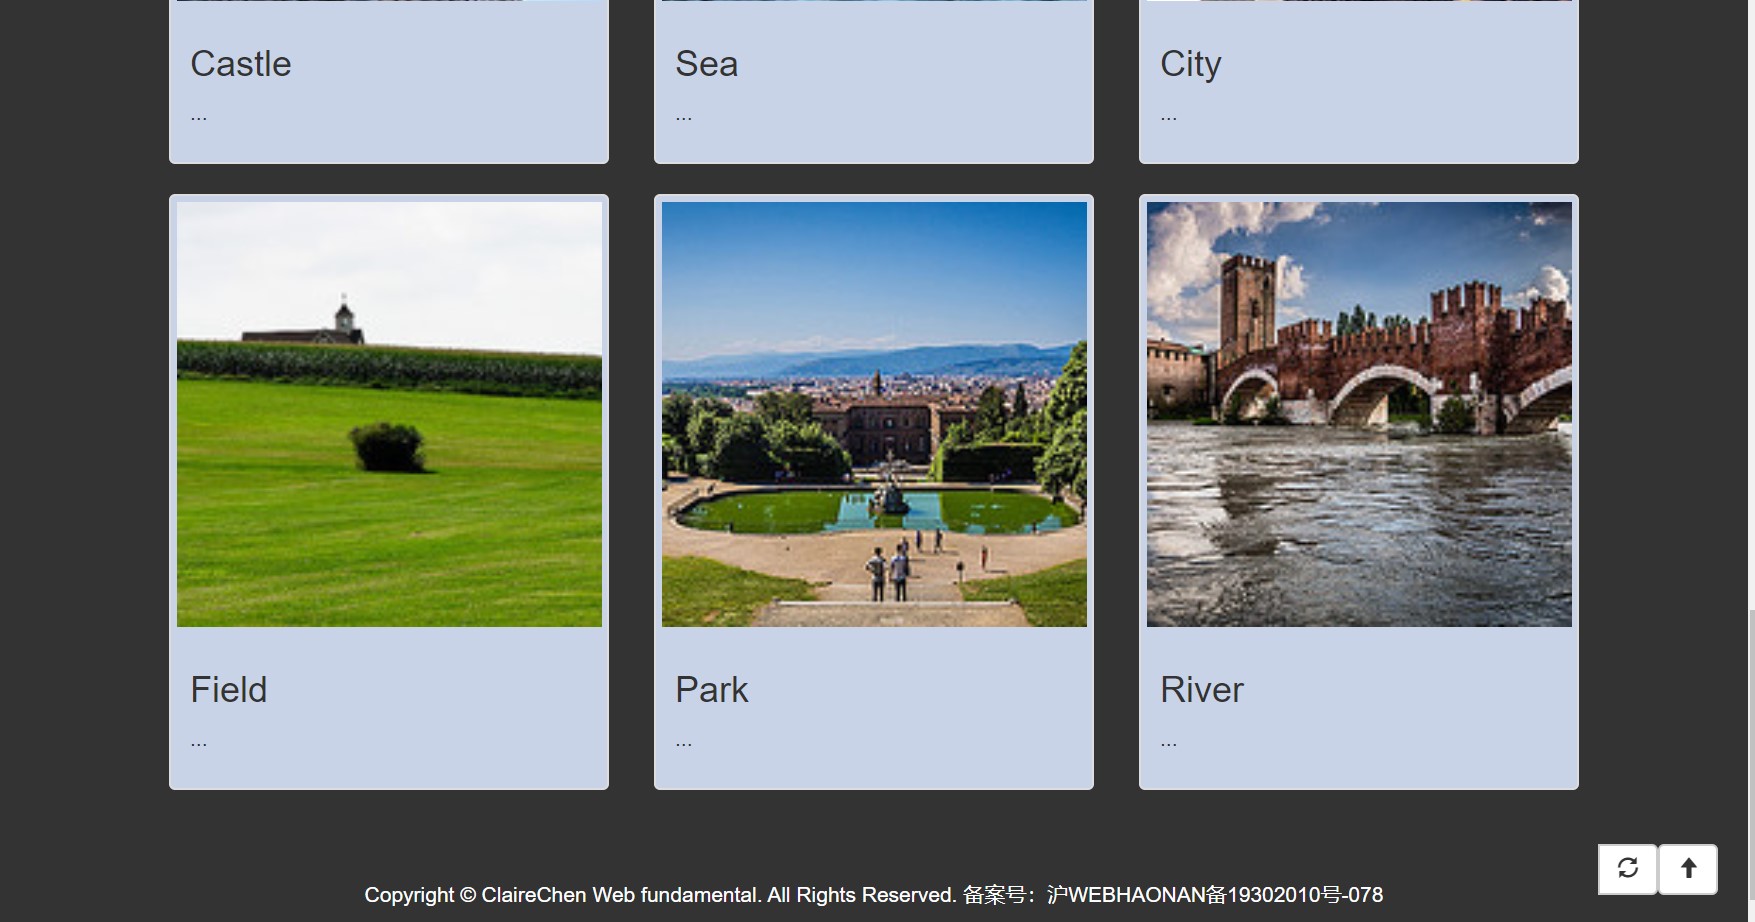 Castle
Sea
City
...
...
...
Field
Park
River
...
...
...
Copyright © ClaireChen Web fundamental. All Rights Reserved. 备案号：沪WEBHAONAN备19302010号-078